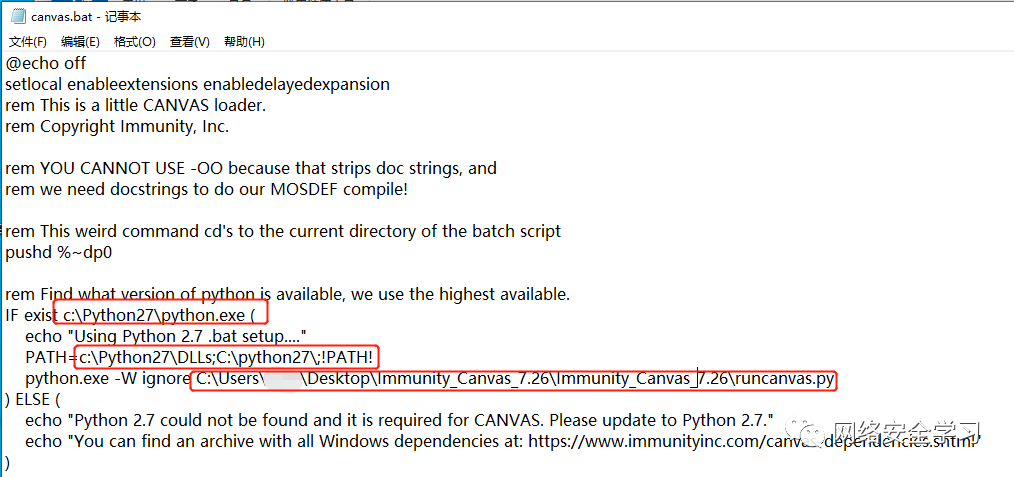 canvas.bat - 记事本
文件(F) 编辑(E) 格式(O) 查看(V) 帮助(H)
@echo off
setlocal enableextensions enabledelayedexpansion
rem This is a little CANVAS loader.
rem Copyright Immunity, Inc.
rem YOU CANNOT USE -OO because that strips doc strings, and
rem we need docstrings to do our MOSDEF compile!
rem This weird command cd's to the current directory of the batch script
pushd %~dp0
rem Find what version of python is available, we use the highest available.
IF exist c:\Python27\python.exe (
echo "Using Python 2.7 .bat setup...."
PATH=c:\Python27\DLLs;C:\python27\;!PATH!
python.exe -W ignore C:\Users\ \Desktop\Immunity_Canvas_7.26\Immunity_Canvas_7.26\runcanvas.py
) ELSE (
echo "Python 2.7 could not be found and it is required for CANVAS. Please update to Python 2.7."
echo "You can find an archive with all Windows dependencies at: https://www.immunityinc.com/canvas-dependencies.shtml"
)
网络安全学习